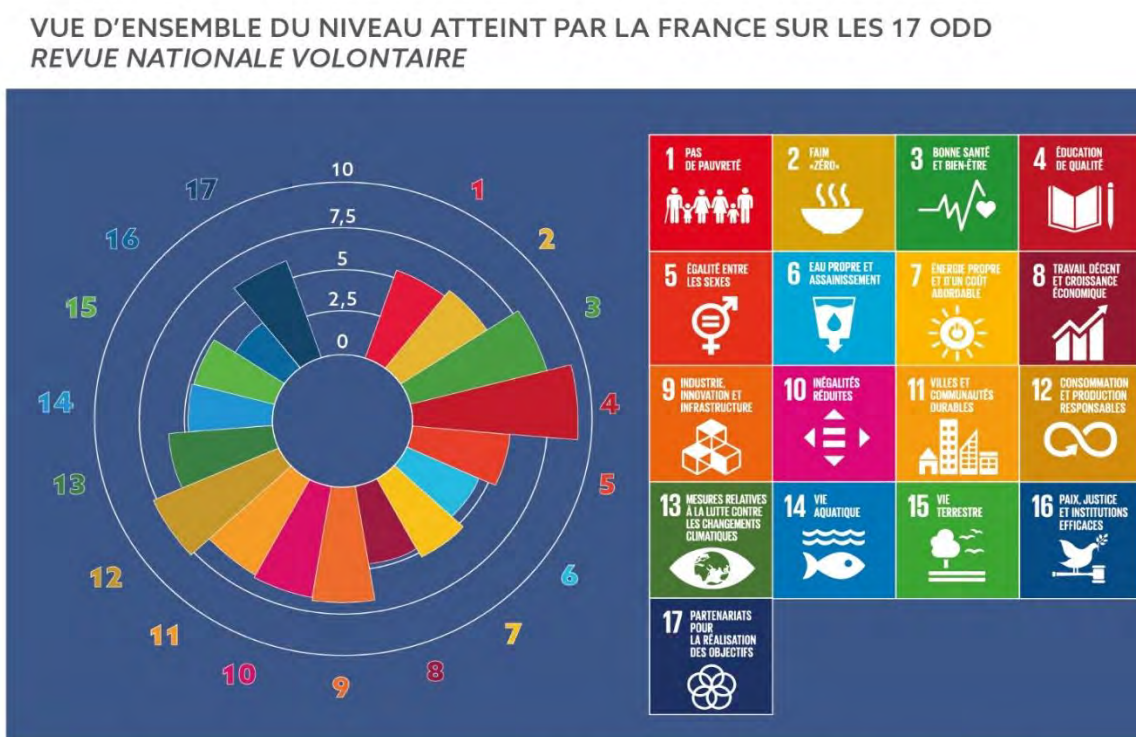 VUE D'ENSEMBLE DU NIVEAU ATTEINT PAR LA FRANCE SUR LES 17 ODD
REVUE NATIONALE VOLONTAIRE
10
7,5
5
2,5
0
1
2
3
4
5
6
7
8
9
10
11
12
13
14
15
16
17
1 PAS
DE PAUVRETÉ
2 FAIM
«ZÉRO»
3 BONNE SANTÉ
ET BIEN-ÊTRE
4 ÉDUCATION
DE QUALITÉ
5 ÉGALITÉ ENTRE
LES SEXES
6 EAU PROPRE ET
ASSAINISSEMENT
7 ÉNERGIE PROPRE
ET D'UN COÛT
ABORDABLE
8 TRAVAIL DÉCENT
ET CROISSANCE
ÉCONOMIQUE
9 INDUSTRIE,
INNOVATION ET
INFRASTRUCTURE
10 INÉGALITÉS
RÉDUITES
11 VILLES ET
COMMUNAUTÉS
DURABLES
12 CONSOMMATION
ET PRODUCTION
RESPONSABLES
13 MESURES RELATIVES
À LA LUTTE CONTRE
LES CHANGEMENTS
CLIMATIQUES
14 VIE
AQUATIQUE
15 VIE
TERRESTRE
16 PAIX, JUSTICE
ET INSTITUTIONS
EFFICACES
17 PARTENARIATS
POUR
LA RÉALISATION
DES OBJECTIFS